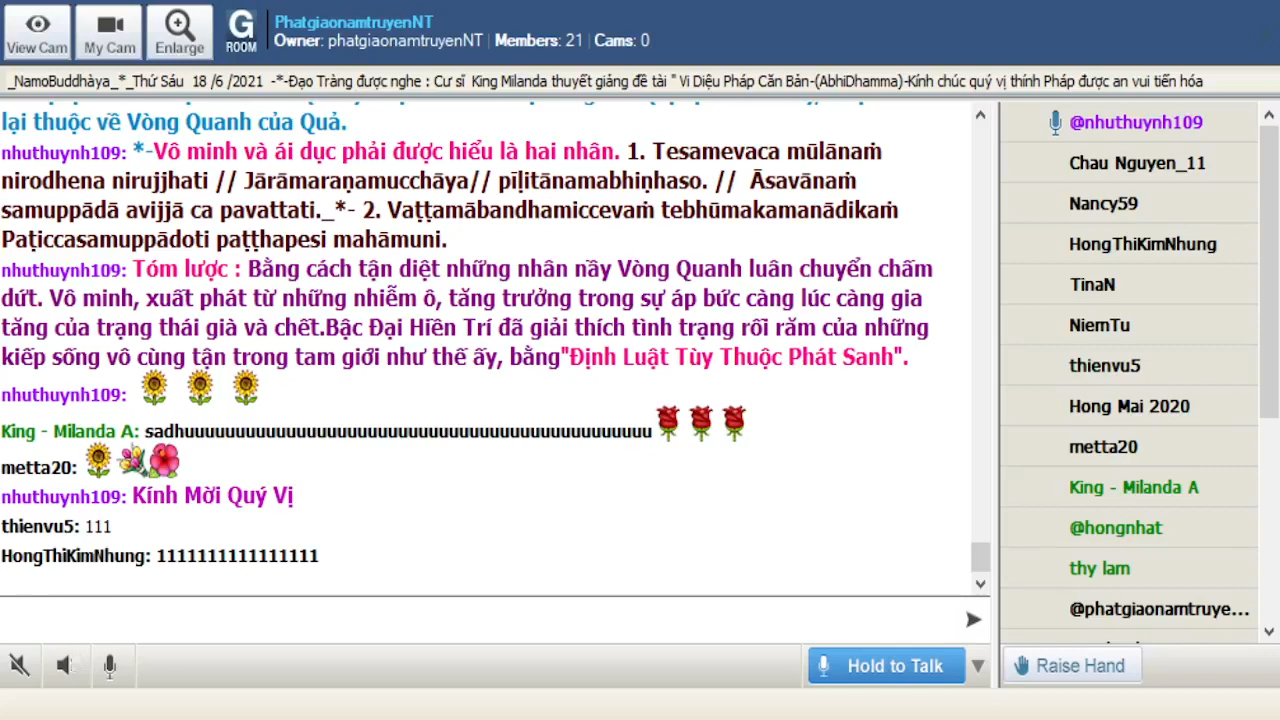 PhatgiaonamtruyenNT
Owner: phatgiaonamtruyenNT | Members: 21 | Cams: 0
View Cam
My Cam
Enlarge
G
ROOM
_NamoBuddhàya_*_Thứ Sáu 18 /6 /2021 -*-Đạo Tràng được nghe : Cư sĩ King Milanda thuyết giảng đề tài " Vi Diệu Pháp Căn Bản-(AbhiDhamma)-Kính chúc quý vị thính Pháp được an vui tiến hóa
lại thuộc về Vòng Quanh của Quả.
nhuthuynh109: *-Vô minh và ái dục phải được hiểu là hai nhân. 1. Tesamevaca mūlānaṁ
nirodhena nirujjhati // Jārāmaraṇamucchāya// pīḷitānamabhiṇhaso. // Āsavānaṁ
samuppādā avijjā ca pavattati._*- 2. Vaṭṭamābandhamiccevaṁ tebhūmakamanādikaṁ
Paṭiccasamuppādoti paṭṭhapesi mahāmuni.
nhuthuynh109: Tóm lược : Bằng cách tận diệt những nhân nầy Vòng Quanh luân chuyển chấm
dứt. Vô minh, xuất phát từ những nhiễm ô, tăng trưởng trong sự áp bức càng lúc càng gia
tăng của trạng thái già và chết.Bậc Đại Hiền Trí đã giải thích tình trạng rối răm của những
kiếp sống vô cùng tận trong tam giới như thế ấy, bằng"Định Luật Tùy Thuộc Phát Sanh".
nhuthuynh109:
King - Milanda A: sadhuuuuuuuuuuuuuuuuuuuuuuuuuuuuuuuuuuuuuuuuuuuuuu
metta20:
nhuthuynh109: Kính Mời Quý Vị
thienvu5: 111
HongThiKimNhung: 1111111111111111
@nhuthuynh109
Chau Nguyen_11
Nancy59
HongThiKimNhung
TinaN
NiemTu
thienvu5
Hong Mai 2020
metta20
King - Milanda A
@hongnhat
thy lam
@phatgiaonamtruye...
Hold to Talk
Raise Hand